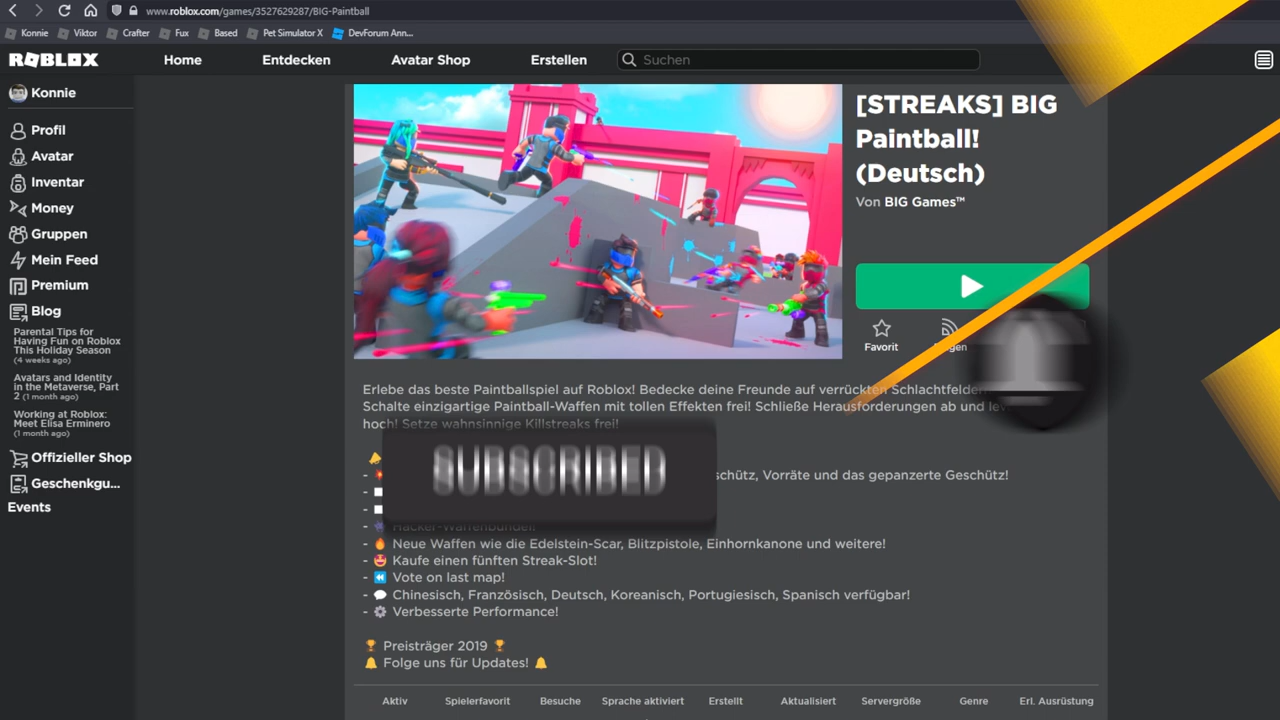 www.roblox.com/games/3527629287/BIG-Paintball
Konnie Viktor Crafter Fux Based Pet Simulator X DevForum Ann...
ROBLOX Home Entdecken Avatar Shop Erstellen Suchen
Konnie
Profil
Avatar
Inventar
Money
Gruppen
Mein Feed
Premium
Blog
Parental Tips for
Having Fun on Roblox
This Holiday Season
(4 weeks ago)
Avatars and Identity
in the Metaverse, Part
2 (1 month ago)
Working at Roblox:
Meet Elisa Erminero
(1 month ago)
Offizieller Shop
Geschenkgu...
Events
[STREAKS] BIG
Paintball!
(Deutsch)
Von BIG Games™
Favorit
Erlebe das beste Paintballspiel auf Roblox! Bedecke deine Freunde auf verrückten Schlachtfeldern
Schalte einzigartige Paintball-Waffen mit tollen Effekten frei! Schließe Herausforderungen ab und
hoch! Setze wahnsinnige Killstreaks frei!
SUBSCRIBED
schütz, Vorräte und das gepanzerte Geschütz!
- Hacker-Waffenbündel!
- 🔥 Neue Waffen wie die Edelstein-Scar, Blitzpistole, Einhornkanone und weitere!
- 🤩 Kaufe einen fünften Streak-Slot!
- ⏪ Vote on last map!
- 💬 Chinesisch, Französisch, Deutsch, Koreanisch, Portugiesisch, Spanisch verfügbar!
- ⚙️ Verbesserte Performance!
🏆 Preisträger 2019 🏆
🔔 Folge uns für Updates! 🔔
Aktiv Spielerfavorit Besuche Sprache aktiviert Erstellt Aktualisiert Servergröße Genre Erl. Ausrüstung